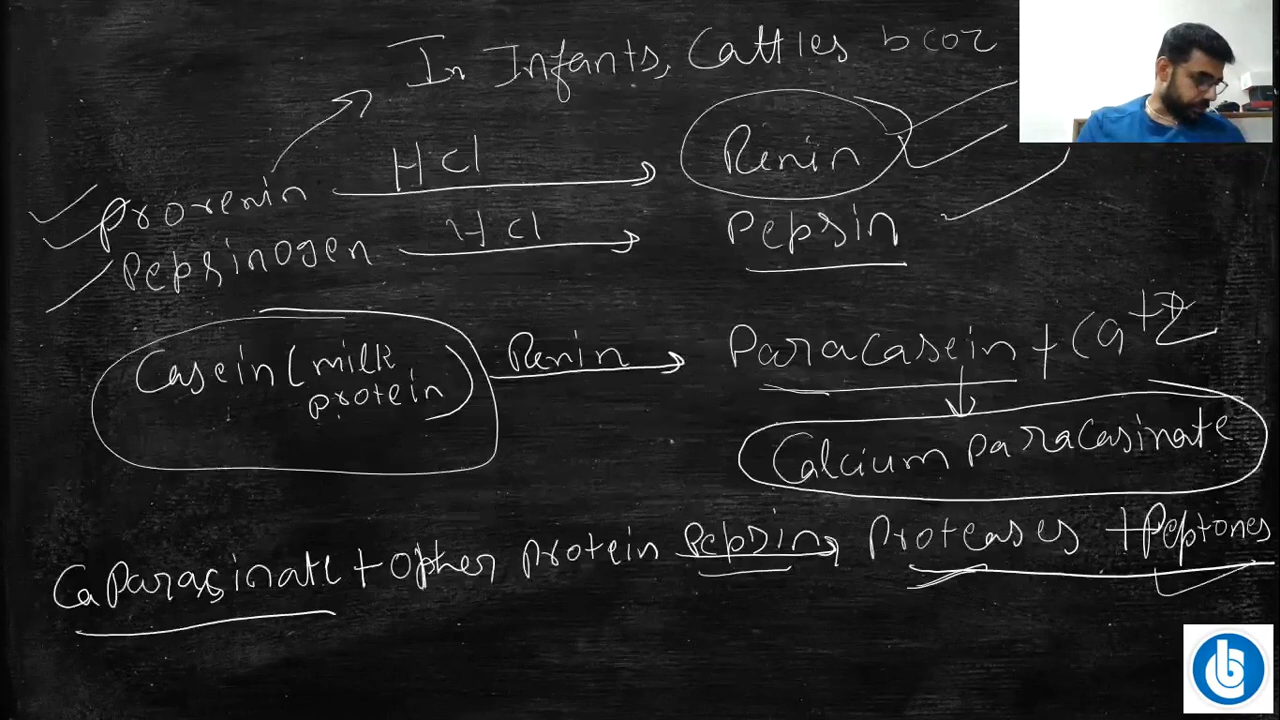 In Infants, Cattles bcoz
Prorenin HCl Renin
Pepsinogen HCl Pepsin
Casein (milk protein) Renin Paracasein + Ca+2
Calcium paracasinate
Ca Parasinate + other protein Pepsin Proteases + Peptones